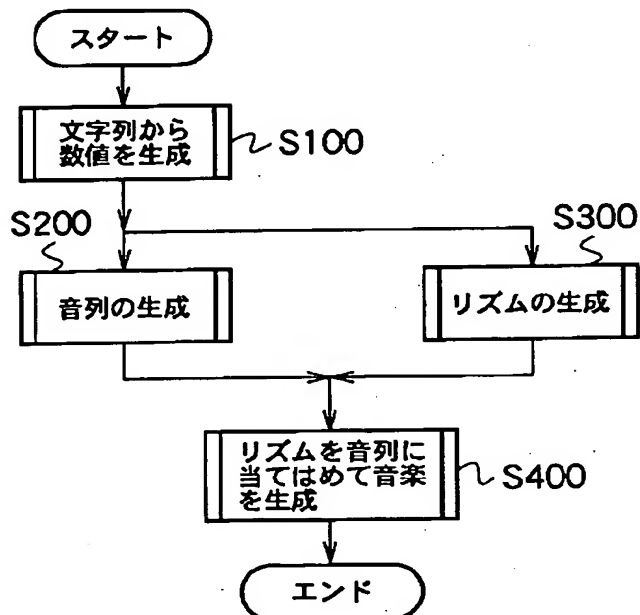 スタート
文字列から
数値を生成
S100
S200
音列の生成
S300
リズムの生成
リズムを音列に
当てはめて音楽
を生成
S400
エンド